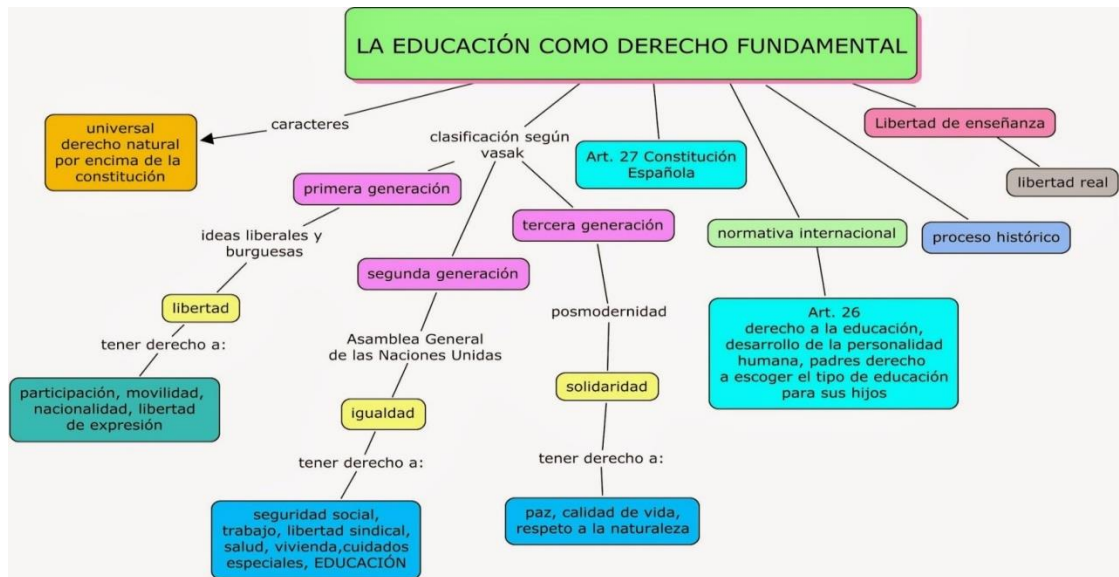 LA EDUCACIÓN COMO DERECHO FUNDAMENTAL
caracteres
universal
derecho natural
por encima de la
constitución
clasificación según
vasak
primera generación
ideas liberales y
burguesas
libertad
tener derecho a:
participación, movilidad,
nacionalidad, libertad
de expresión
segunda generación
Asamblea General
de las Naciones Unidas
igualdad
tener derecho a:
seguridad social,
trabajo, libertad sindical,
salud, vivienda,cuidados
especiales, EDUCACIÓN
tercera generación
posmodernidad
solidaridad
tener derecho a:
paz, calidad de vida,
respeto a la naturaleza
Art. 27 Constitución
Española
normativa internacional
Art. 26
derecho a la educación,
desarrollo de la personalidad
humana, padres derecho
a escoger el tipo de educación
para sus hijos
proceso histórico
Libertad de enseñanza
libertad real